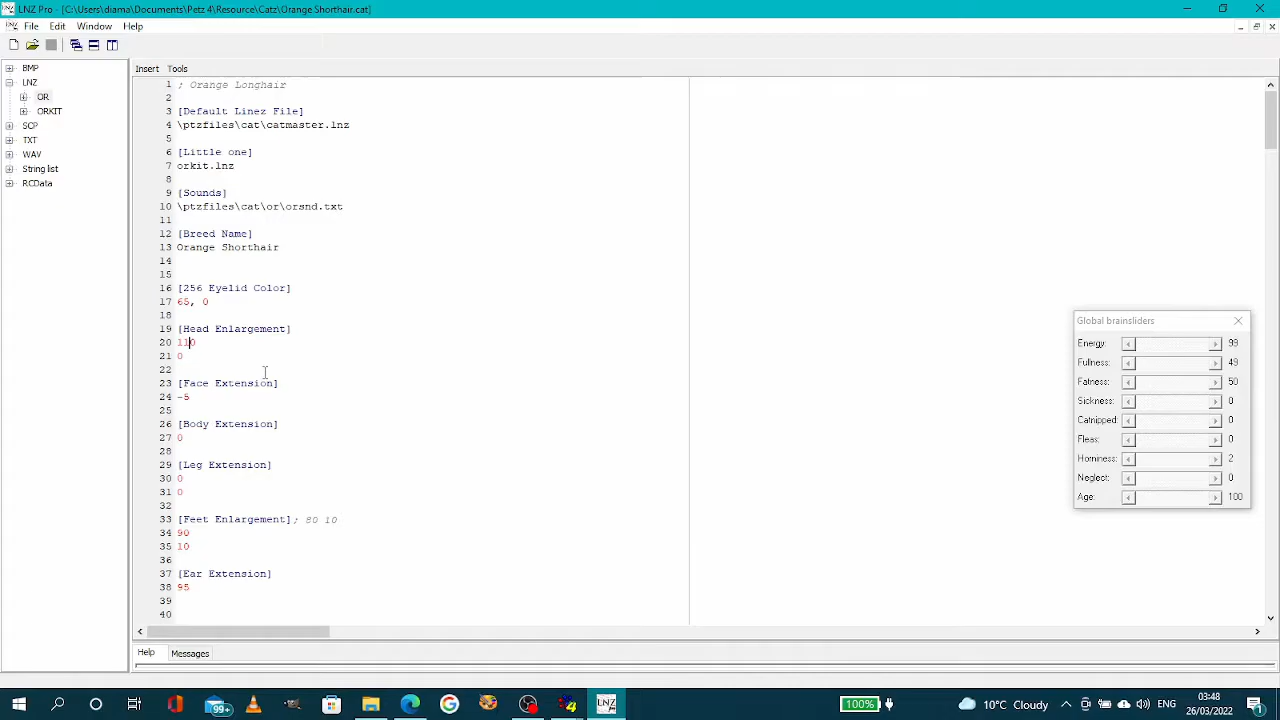 LNZ Pro - [C:\Users\diama\Documents\Petz 4\Resource\Catz\Orange Shorthair.cat]
File Edit Window Help
Insert Tools
BMP
LNZ
OR
ORKIT
SCP
TXT
WAV
String list
RCData
1 ; Orange Longhair
2
3 [Default Linez File]
4 \ptzfiles\cat\catmaster.lnz
5
6 [Little one]
7 orkit.lnz
8
9 [Sounds]
10 \ptzfiles\cat\or\orsnd.txt
11
12 [Breed Name]
13 Orange Shorthair
14
15
16 [256 Eyelid Color]
17 65, 0
18
19 [Head Enlargement]
20 110
21 0
22
23 [Face Extension]
24 -5
25
26 [Body Extension]
27 0
28
29 [Leg Extension]
30 0
31 0
32
33 [Feet Enlargement]; 80 10
34 90
35 10
36
37 [Ear Extension]
38 95
39
40
Global brainsliders
Energy: 99
Fullness: 49
Fatness: 50
Sickness: 0
Catnipped: 0
Fleas: 0
Horniness: 2
Neglect: 0
Age: 100
Help Messages
99+
LNZ
100%
10°C Cloudy
ENG
03:48
26/03/2022
1